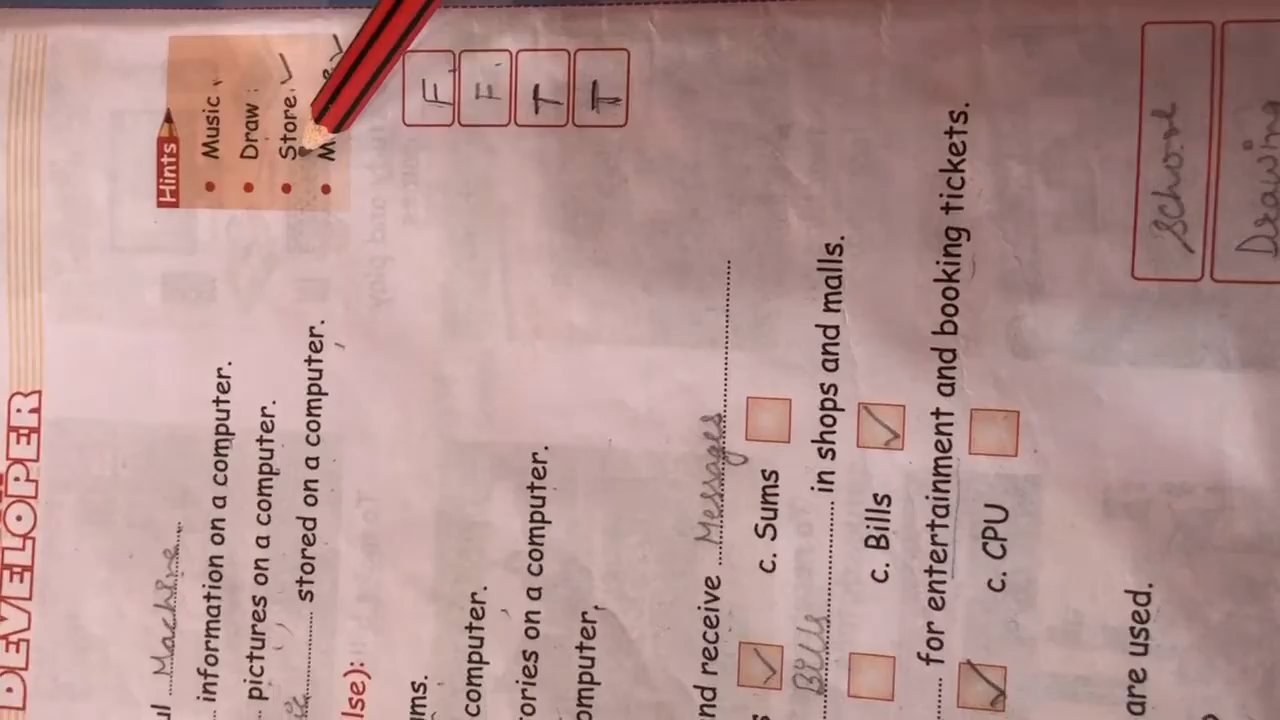 DEVELOPER
Hints
• Music
• Draw
• Store
Machine
information on a computer.
pictures on a computer.
stored on a computer.
lse):
F
F
T
T
ums.
computer.
ories on a computer.
omputer.
nd receive Messages
c. Sums
Bills in shops and malls.
c. Bills
for entertainment and booking tickets.
c. CPU
are used.
School
Drawing